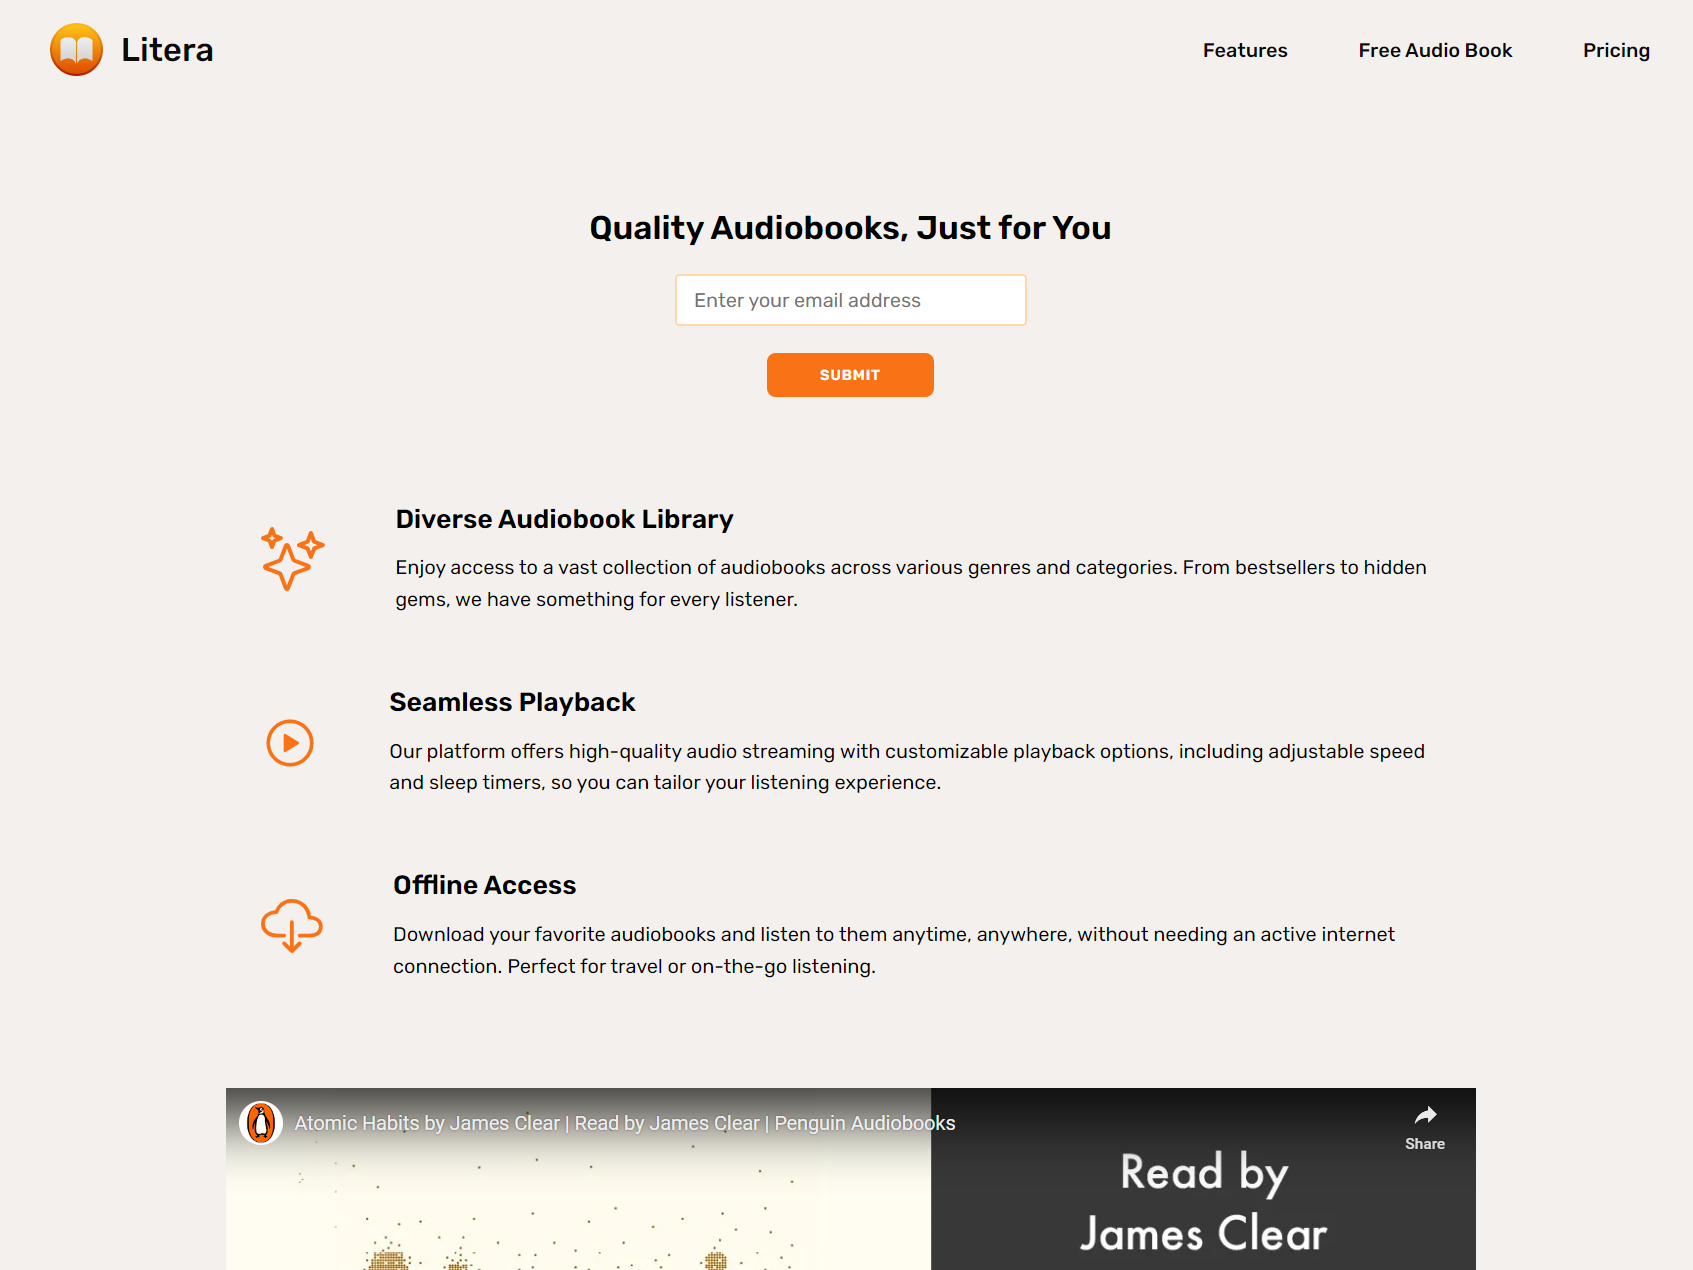 Litera
Features
Free Audio Book
Pricing
Quality Audiobooks, Just for You
Enter your email address
SUBMIT
Diverse Audiobook Library
Enjoy access to a vast collection of audiobooks across various genres and categories. From bestsellers to hidden
gems, we have something for every listener.
Seamless Playback
Our platform offers high-quality audio streaming with customizable playback options, including adjustable speed
and sleep timers, so you can tailor your listening experience.
Offline Access
Download your favorite audiobooks and listen to them anytime, anywhere, without needing an active internet
connection. Perfect for travel or on-the-go listening.
Atomic Habits by James Clear | Read by James Clear | Penguin Audiobooks
Share
Read by
James Clear